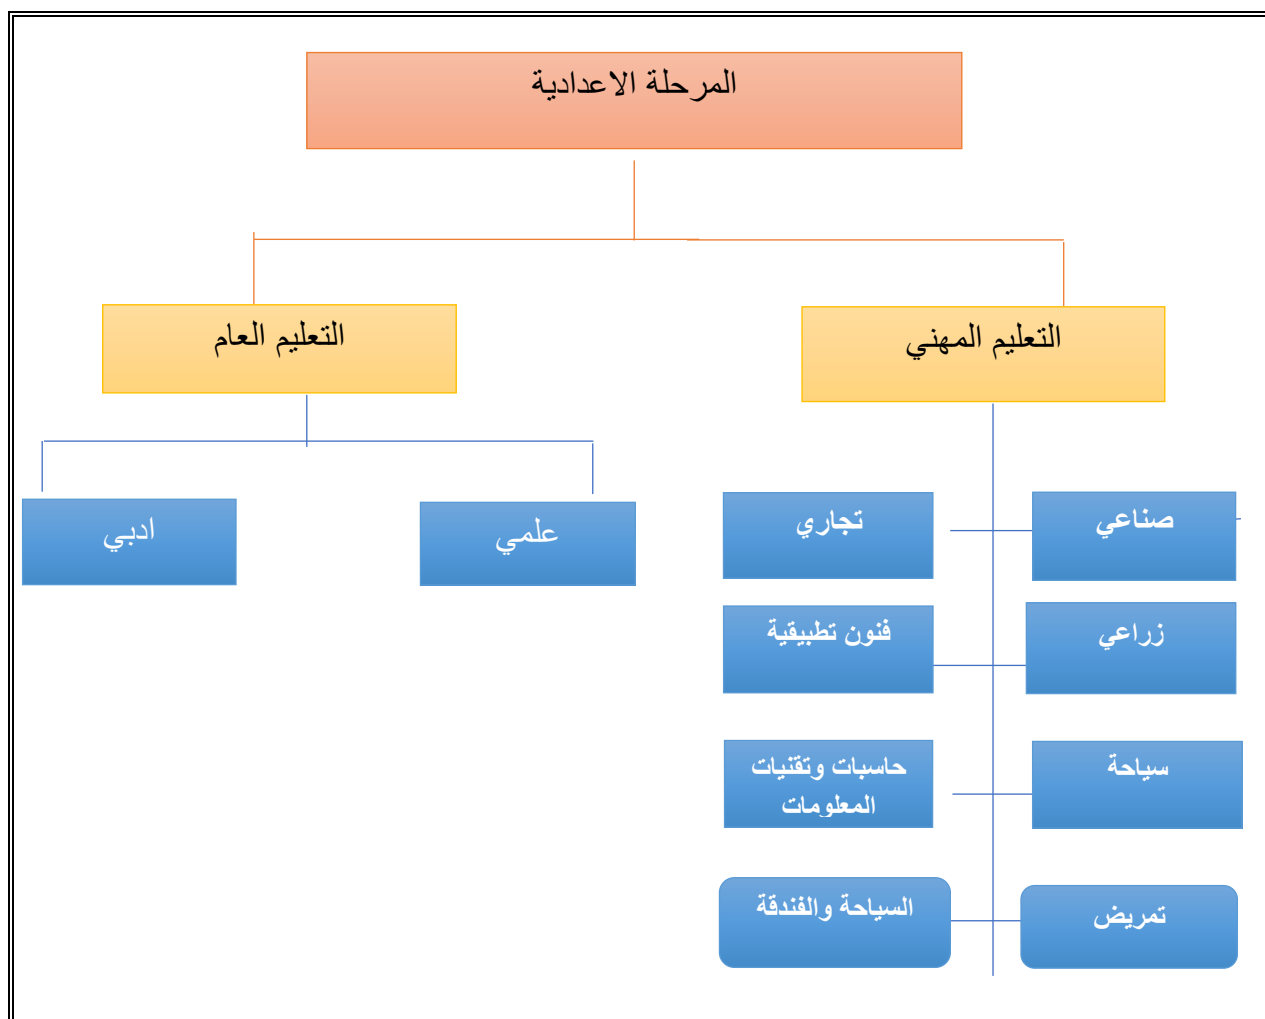 المرحلة الاعدادية
التعليم المهني
التعليم العام
صناعي
تجاري
علمي
ادبي
زراعي
فنون تطبيقية
سياحة
حاسبات وتقنيات
المعلومات
تمريض
السياحة والفندقة